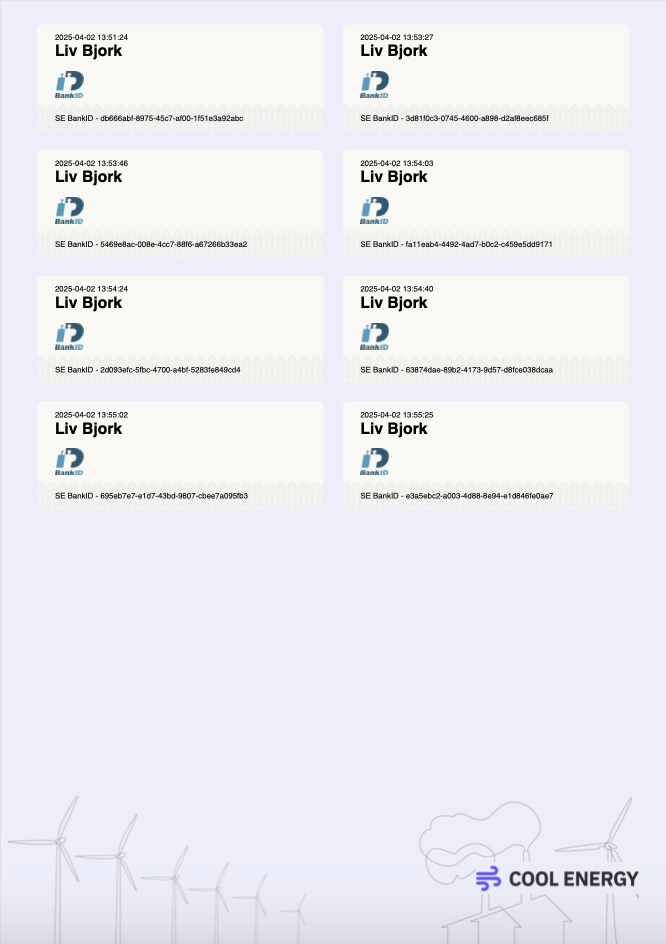 2025-04-02 13:51:24
Liv Bjork
BankID
SE BankID - db666abf-8975-45c7-af00-1f51e3a92abc
2025-04-02 13:53:27
Liv Bjork
BankID
SE BankID - 3d81f0c3-0745-4600-a898-d2af8eec685f
2025-04-02 13:53:46
Liv Bjork
BankID
SE BankID - 5469e8ac-008e-4cc7-88f6-a67266b33ea2
2025-04-02 13:54:03
Liv Bjork
BankID
SE BankID - fa11eab4-4492-4ad7-b0c2-c459e5dd9171
2025-04-02 13:54:24
Liv Bjork
BankID
SE BankID - 2d093efc-5fbc-4700-a4bf-5283fe849cd4
2025-04-02 13:54:40
Liv Bjork
BankID
SE BankID - 63874dae-89b2-4173-9d57-d8fce038dcaa
2025-04-02 13:55:02
Liv Bjork
BankID
SE BankID - 695eb7e7-e1d7-43bd-9807-cbee7a095fb3
2025-04-02 13:55:25
Liv Bjork
BankID
SE BankID - e3a5ebc2-a003-4d88-8e94-e1d846fe0ae7
COOL ENERGY